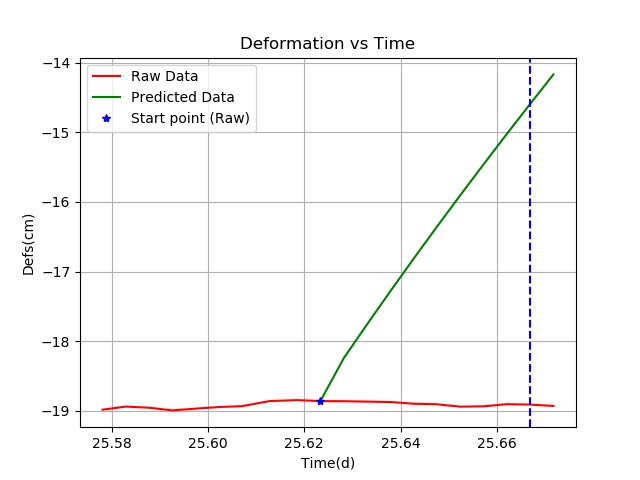 Deformation vs Time
Raw Data
Predicted Data
Start point (Raw)
−14
−15
−16
−17
−18
−19
Defs(cm)
25.58 25.60 25.62 25.64 25.66
Time(d)